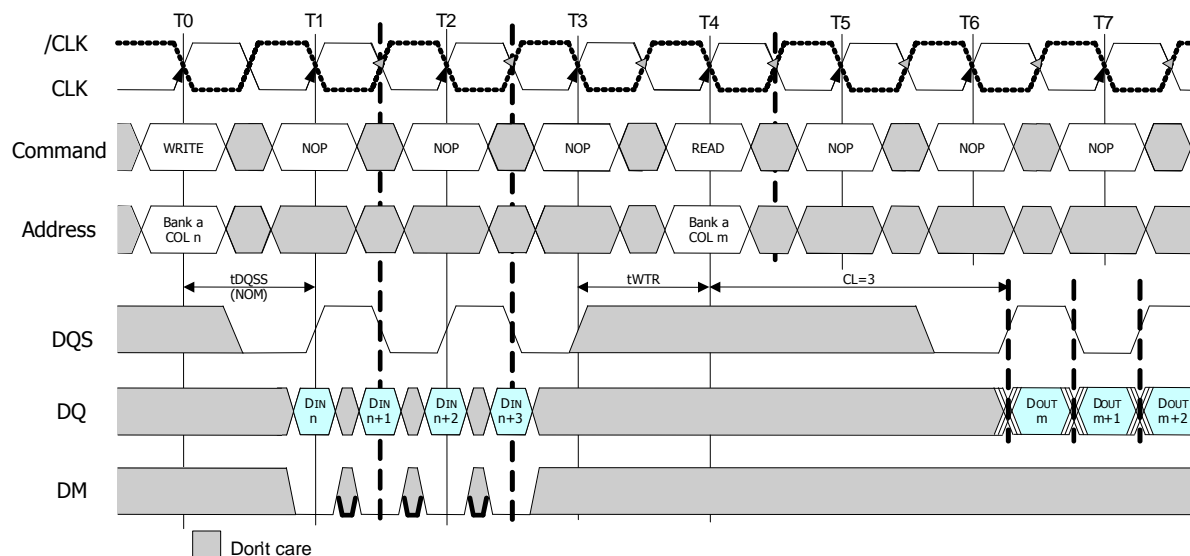 T0 T1 T2 T3 T4 T5 T6 T7
/CLK
CLK
Command WRITE NOP NOP NOP READ NOP NOP NOP
Address Bank a COL n Bank a COL m
tDQSS
(NOM)
tWTR
CL=3
DQS
DQ DIN n DIN n+1 DIN n+2 DIN n+3 DOUT m DOUT m+1 DOUT m+2
DM
Don't care